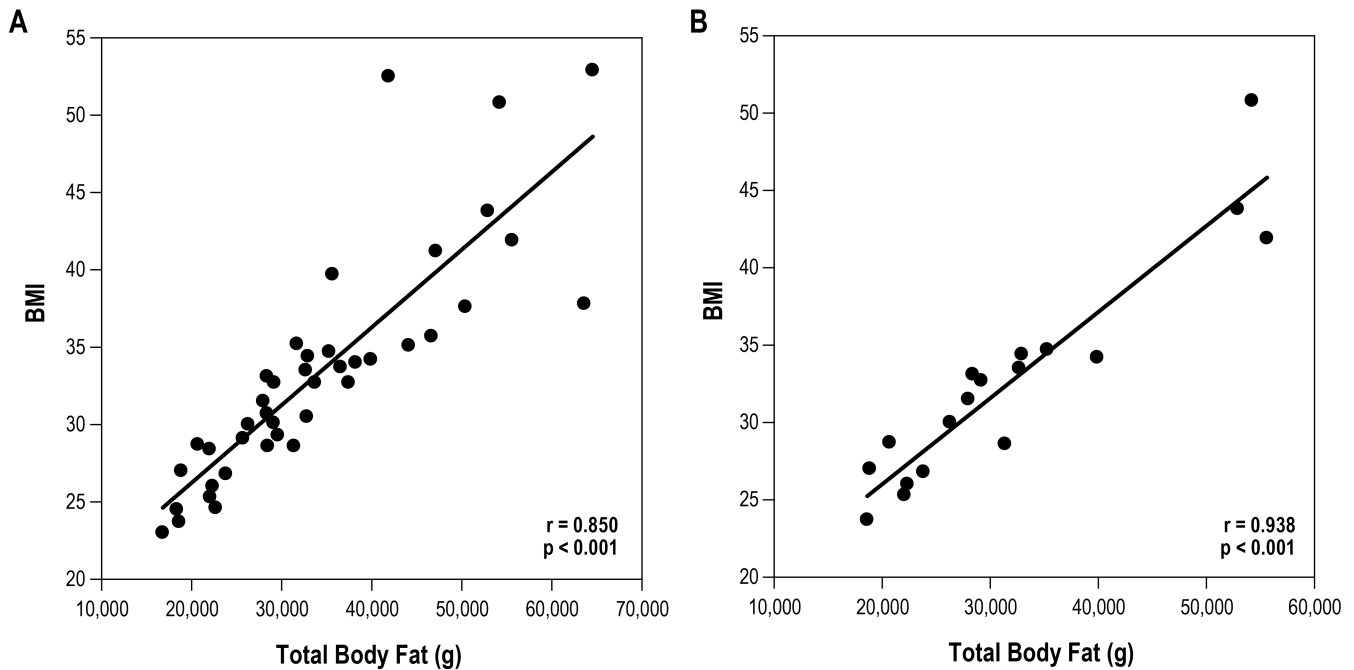 A
55
50
45
40
35
30
25
20
BMI
10,000 20,000 30,000 40,000 50,000 60,000 70,000
Total Body Fat (g)
r = 0.850
p < 0.001
B
55
50
45
40
35
30
25
20
BMI
10,000 20,000 30,000 40,000 50,000 60,000
Total Body Fat (g)
r = 0.938
p < 0.001